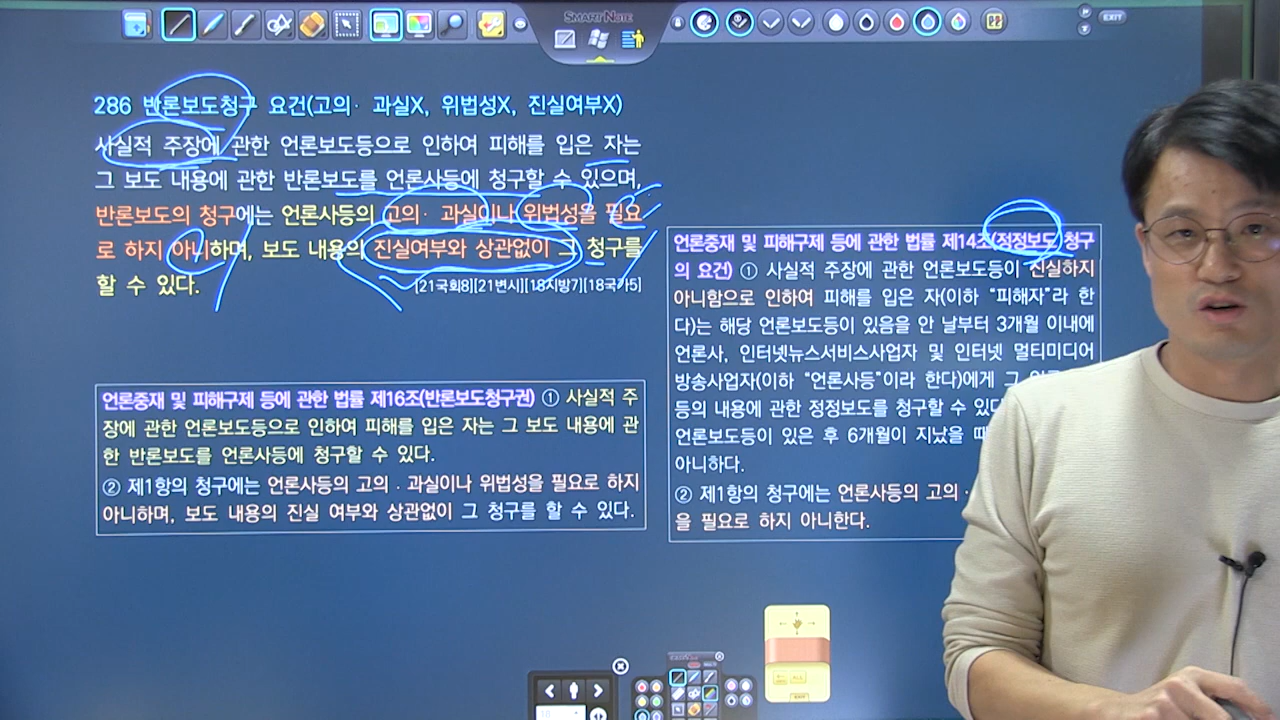 SMARTNOTE
EXIT
286 반론보도청구 요건(고의· 과실X, 위법성X, 진실여부X)
사실적 주장에 관한 언론보도등으로 인하여 피해를 입은 자는
그 보도 내용에 관한 반론보도를 언론사등에 청구할 수 있으며,
반론보도의 청구에는 언론사등의 고의· 과실이나 위법성을 필요
로 하지 아니하며, 보도 내용의 진실여부와 상관없이 그 청구를
할 수 있다.
[21국회8][21변시][18지방7][18국가5]
언론중재 및 피해구제 등에 관한 법률 제16조(반론보도청구권) ① 사실적 주
장에 관한 언론보도등으로 인하여 피해를 입은 자는 그 보도 내용에 관
한 반론보도를 언론사등에 청구할 수 있다.
② 제1항의 청구에는 언론사등의 고의 · 과실이나 위법성을 필요로 하지
아니하며, 보도 내용의 진실 여부와 상관없이 그 청구를 할 수 있다.
언론중재 및 피해구제 등에 관한 법률 제14조(정정보도 청구
의 요건) ① 사실적 주장에 관한 언론보도등이 진실하지
아니함으로 인하여 피해를 입은 자(이하 “피해자”라 한
다)는 해당 언론보도등이 있음을 안 날부터 3개월 이내에
언론사, 인터넷뉴스서비스사업자 및 인터넷 멀티미디어
방송사업자(이하 “언론사등”이라 한다)에게 그
등의 내용에 관한 정정보도를 청구할 수
언론보도등이 있은 후 6개월이 지났을
아니하다.
② 제1항의 청구에는 언론사등의 고의 ·
을 필요로 하지 아니한다.